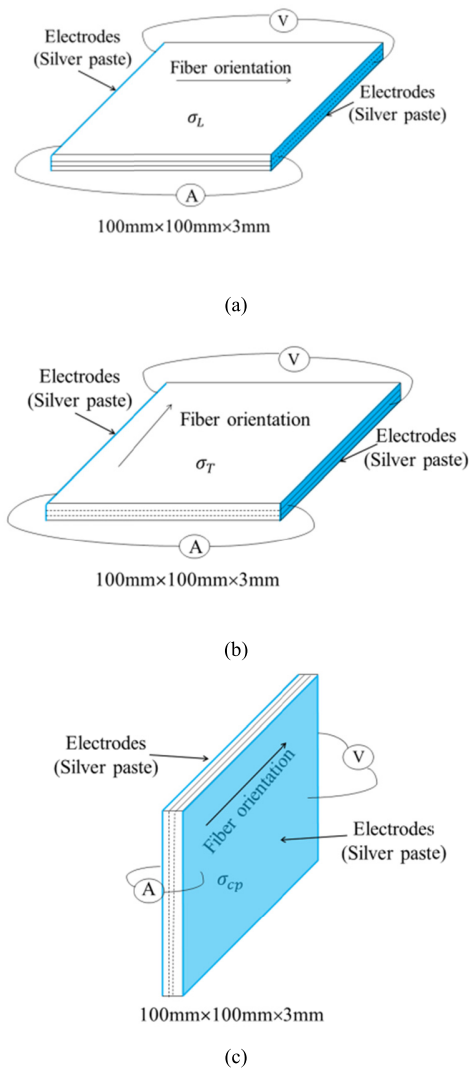 V
Electrodes
(Silver paste)
Fiber orientation
Electrodes
(Silver paste)
σL
A
100mm×100mm×3mm
(a)
V
Electrodes
(Silver paste)
Fiber orientation
Electrodes
(Silver paste)
σT
A
100mm×100mm×3mm
(b)
Electrodes
(Silver paste)
V
Fiber orientation
Electrodes
(Silver paste)
A
σcp
100mm×100mm×3mm
(c)